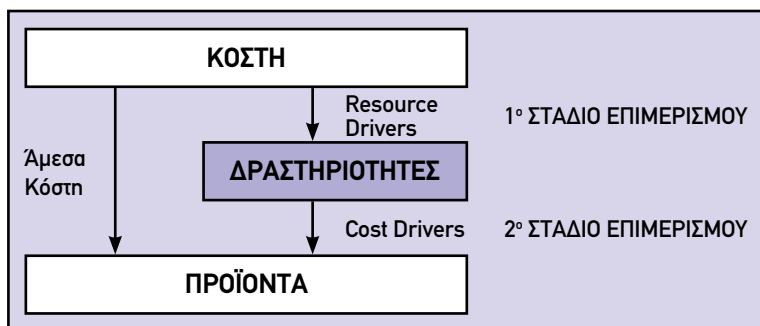 ΚΟΣΤΗ
Resource
Drivers
1ο ΣΤΑΔΙΟ ΕΠΙΜΕΡΙΣΜΟΥ
Άμεσα
Κόστη
ΔΡΑΣΤΗΡΙΟΤΗΤΕΣ
Cost Drivers
2ο ΣΤΑΔΙΟ ΕΠΙΜΕΡΙΣΜΟΥ
ΠΡΟΪΟΝΤΑ